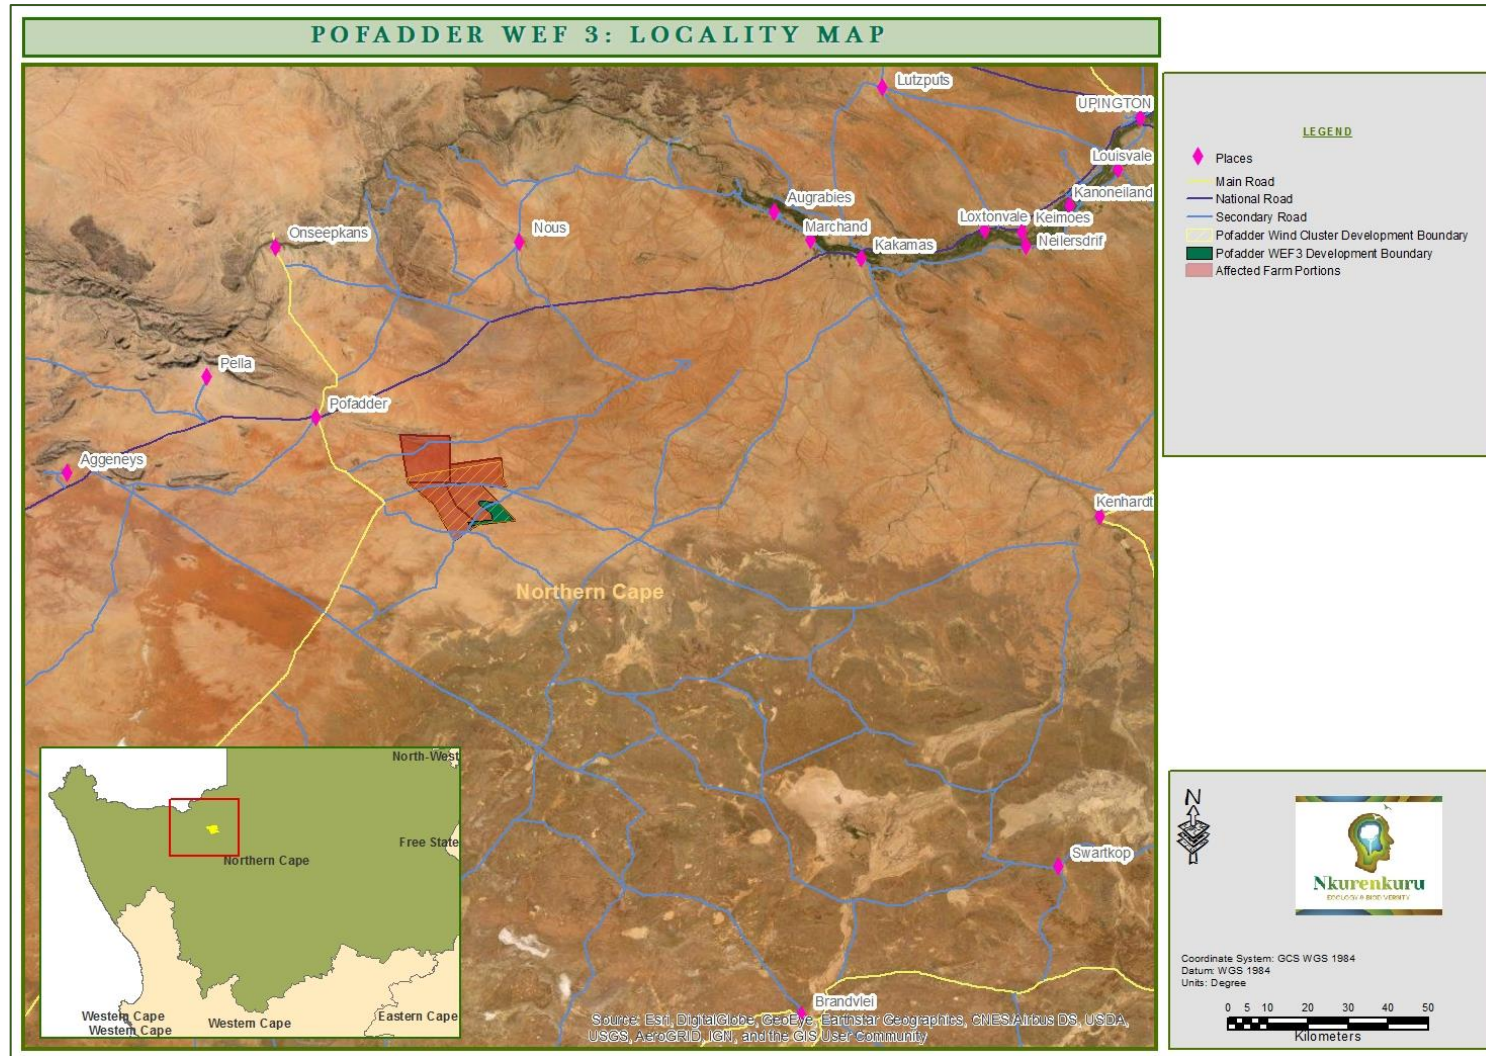 POFADDER WEF 3: LOCALITY MAP
Lutzputs
UPINGTON
Louisvale
Kanoneiland
Augrabies
Loxtonvale
Keimoes
Marchand
Neilersdrif
Kakamas
Onseepkans
Nous
Pella
Pofadder
Aggeneys
Kenhardt
Northern Cape
Swartkop
Brandvlei
North-West
Free State
Northern Cape
Western Cape
Western Cape
Western Cape
Eastern Cape
Source: Esri, DigitalGlobe, GeoEye, Earthstar Geographics, CNES/Airbus DS, USDA,
USGS, AeroGRID, IGN, and the GIS User Community
LEGEND
Places
Main Road
National Road
Secondary Road
Pofadder Wind Cluster Development Boundary
Pofadder WEF3 Development Boundary
Affected Farm Portions
N
Nkurenkuru
ECOLOGY & BIODIVERSITY
Coordinate System: GCS WGS 1984
Datum: WGS 1984
Units: Degree
0 5 10 20 30 40 50
Kilometers